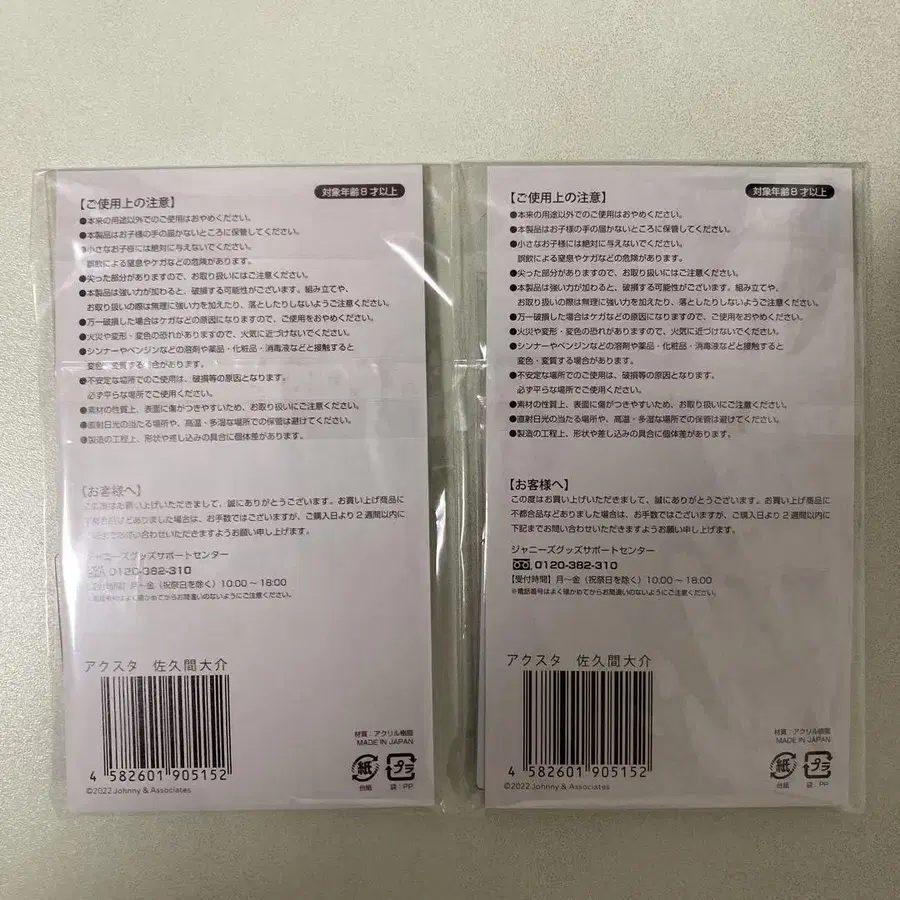 【ご使用上の注意】
対象年齢8才以上
●本来の用途以外でのご使用はおやめください。
●本製品はお子様の手の届かないところに保管してください。
●小さなお子様には絶対に与えないでください。
誤飲による窒息やケガなどの危険があります。
●尖った部分がありますので、お取り扱いにはご注意ください。
●本製品は強い力が加わると、破損する可能性がございます。組み立てや、
お取り扱いの際は無理に強い力を加えたり、落としたりしないようご注意ください。
●万一破損した場合はケガなどの原因になりますので、ご使用をおやめください。
●火災や変形・変色の恐れがありますので、火気に近づけないでください。
●シンナーやベンジンなどの溶剤や薬品・化粧品・消毒液などと接触すると
変色・変質する場合があります。
●不安定な場所でのご使用は、破損等の原因となります。
必ず平らな場所でご使用ください。
●素材の性質上、表面に傷がつきやすいため、お取り扱いにご注意ください。
●直射日光の当たる場所や、高温・多湿な場所での保管は避けてください。
●製造の工程上、形状や差し込みの具合に個体差があります。
【お客様へ】
この度はお買い上げいただきまして、誠にありがとうございます。お買い上げ商品に
不都合品などありました場合は、お手数ではございますが、ご購入日より2週間以内に
下記までお問い合わせいただきますようお願い申し上げます。
ジャニーズグッズサポートセンター
0120-382-310
【受付時間】月〜金（祝祭日を除く）10:00〜18:00
※電話番号はよく確かめてからお間違いのないようにご注意ください。
アクスタ 佐久間大介
4 582601 905152
©2022 Johnny & Associates
材質：アクリル樹脂
MADE IN JAPAN
紙
プラ
台紙
袋：PP
【ご使用上の注意】
対象年齢8才以上
●本来の用途以外でのご使用はおやめください。
●本製品はお子様の手の届かないところに保管してください。
●小さなお子様には絶対に与えないでください。
誤飲による窒息やケガなどの危険があります。
●尖った部分がありますので、お取り扱いにはご注意ください。
●本製品は強い力が加わると、破損する可能性がございます。組み立てや、
お取り扱いの際は無理に強い力を加えたり、落としたりしないようご注意ください。
●万一破損した場合はケガなどの原因になりますので、ご使用をおやめください。
●火災や変形・変色の恐れがありますので、火気に近づけないでください。
●シンナーやベンジンなどの溶剤や薬品・化粧品・消毒液などと接触すると
変色・変質する場合があります。
●不安定な場所でのご使用は、破損等の原因となります。
必ず平らな場所でご使用ください。
●素材の性質上、表面に傷がつきやすいため、お取り扱いにご注意ください。
●直射日光の当たる場所や、高温・多湿な場所での保管は避けてください。
●製造の工程上、形状や差し込みの具合に個体差があります。
【お客様へ】
この度はお買い上げいただきまして、誠にありがとうございます。お買い上げ商品に
不都合品などありました場合は、お手数ではございますが、ご購入日より2週間以内に
下記までお問い合わせいただきますようお願い申し上げます。
ジャニーズグッズサポートセンター
0120-382-310
【受付時間】月〜金（祝祭日を除く）10:00〜18:00
※電話番号はよく確かめてからお間違いのないようにご注意ください。
アクスタ 佐久間大介
4 582601 905152
©2022 Johnny & Associates
材質：アクリル樹脂
MADE IN JAPAN
紙
プラ
台紙
袋：PP